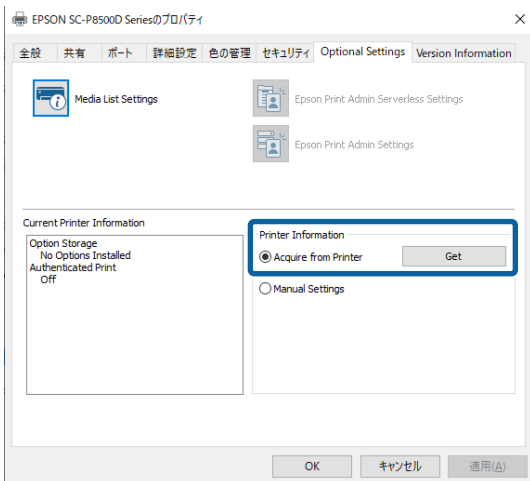 EPSON SC-P8500D Seriesのプロパティ
全般 共有 ポート 詳細設定 色の管理 セキュリティ Optional Settings Version Information
Media List Settings
Epson Print Admin Serverless Settings
Epson Print Admin Settings
Current Printer Information
Option Storage
No Options Installed
Authenticated Print
Off
Printer Information
Acquire from Printer Get
Manual Settings
OK キャンセル 適用(A)